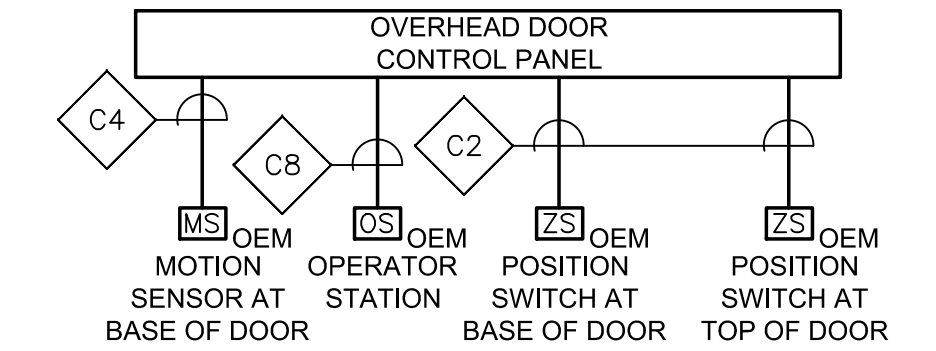 OVERHEAD DOOR
CONTROL PANEL
C4
C8
C2
MS OEM
MOTION
SENSOR AT
BASE OF DOOR
OS OEM
OPERATOR
STATION
ZS OEM
POSITION
SWITCH AT
BASE OF DOOR
ZS OEM
POSITION
SWITCH AT
TOP OF DOOR